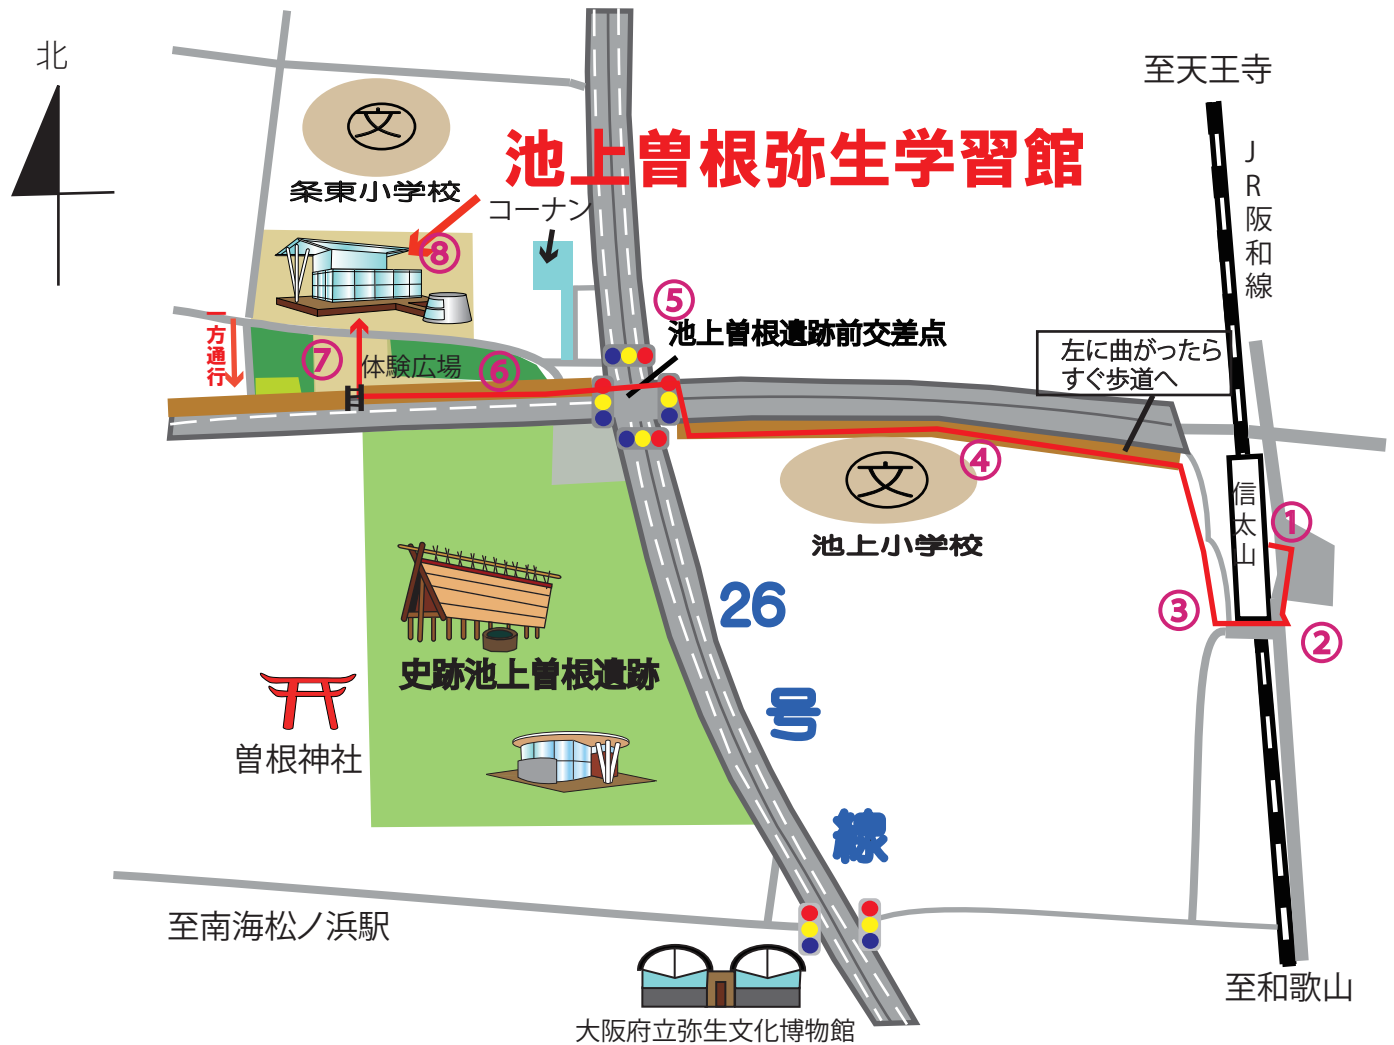 北
至天王寺
JR阪和線
文
条東小学校
池上曽根弥生学習館
コーナン
⑧
⑤
池上曽根遺跡前交差点
左に曲がったら
すぐ歩道へ
一方通行
⑦
体験広場
⑥
文
④
池上小学校
信太山
①
③
②
26号線
史跡池上曽根遺跡
曽根神社
至南海松ノ浜駅
至和歌山
大阪府立弥生文化博物館